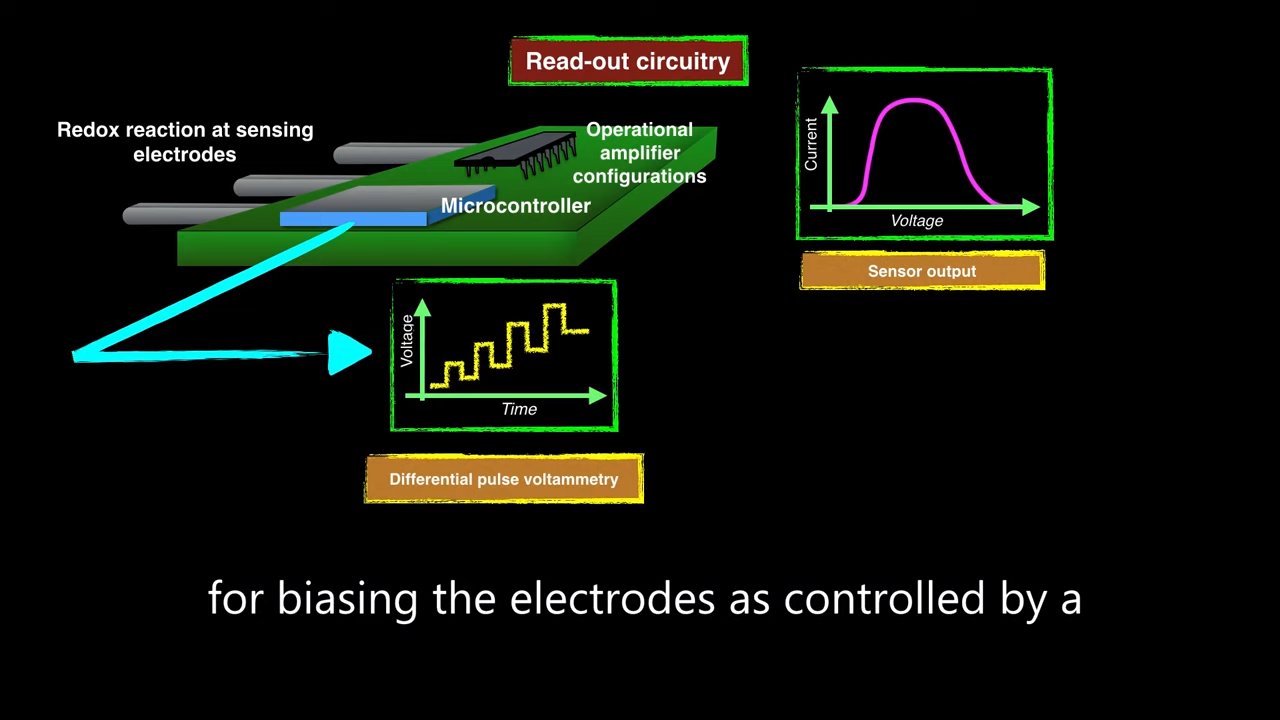 Read-out circuitry
Redox reaction at sensing
electrodes
Operational
amplifier
configurations
Microcontroller
Current
Voltage
Sensor output
Voltage
Time
Differential pulse voltammetry
for biasing the electrodes as controlled by a